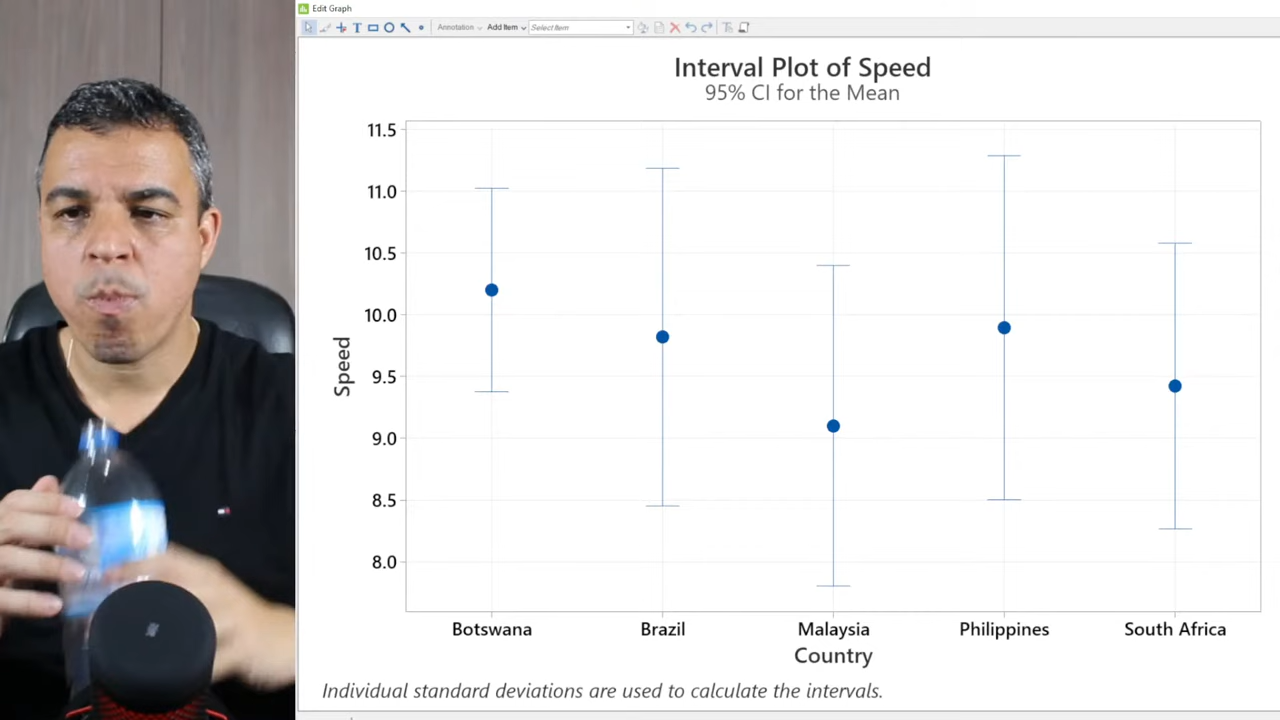 Edit Graph
T Annotation Add Item Select Item
Interval Plot of Speed
95% CI for the Mean
11.5
11.0
10.5
10.0
9.5
9.0
8.5
8.0
Speed
Botswana Brazil Malaysia Philippines South Africa
Country
Individual standard deviations are used to calculate the intervals.